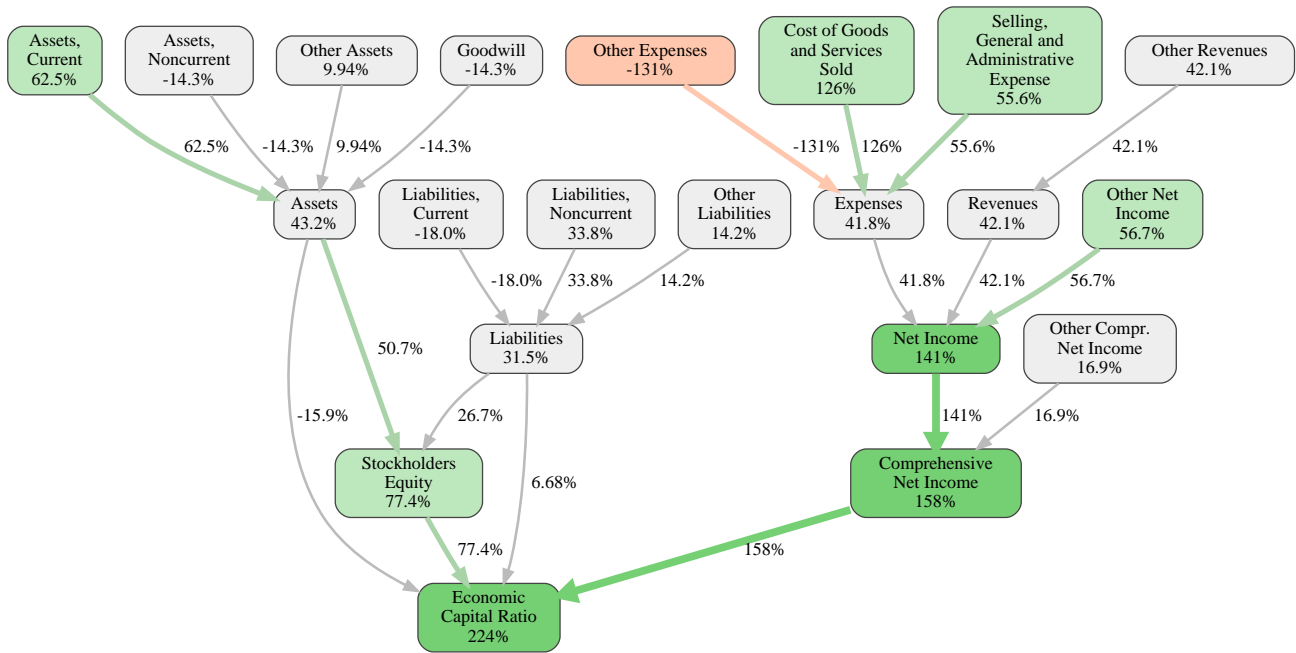 Assets,
Current
62.5%
Assets,
Noncurrent
-14.3%
Other Assets
9.94%
Goodwill
-14.3%
Other Expenses
-131%
Cost of Goods
and Services
Sold
126%
Selling,
General and
Administrative
Expense
55.6%
Other Revenues
42.1%
62.5%
-14.3%
9.94%
-14.3%
-131%
126%
55.6%
42.1%
Assets
43.2%
Liabilities,
Current
-18.0%
Liabilities,
Noncurrent
33.8%
Other
Liabilities
14.2%
Expenses
41.8%
Revenues
42.1%
Other Net
Income
56.7%
-18.0%
33.8%
14.2%
41.8%
42.1%
56.7%
50.7%
Liabilities
31.5%
Net Income
141%
Other Compr.
Net Income
16.9%
-15.9%
26.7%
141%
16.9%
Stockholders
Equity
77.4%
6.68%
Comprehensive
Net Income
158%
77.4%
158%
Economic
Capital Ratio
224%